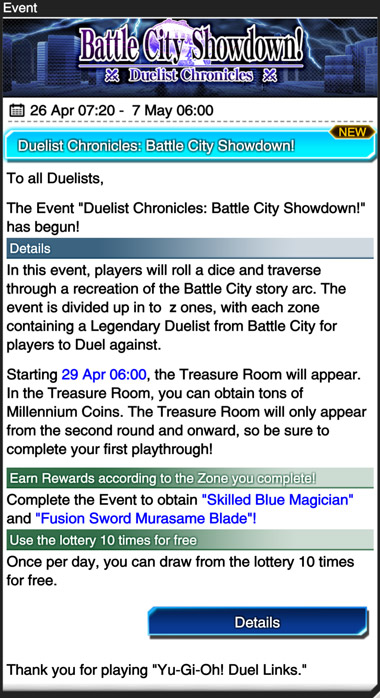 Event
Battle City Showdown!
Duelist Chronicles
26 Apr 07:20 - 7 May 06:00
NEW
Duelist Chronicles: Battle City Showdown!
To all Duelists,
The Event "Duelist Chronicles: Battle City Showdown!"
has begun!
Details
In this event, players will roll a dice and traverse
through a recreation of the Battle City story arc. The
event is divided up in to z ones, with each zone
containing a Legendary Duelist from Battle City for
players to Duel against.
Starting 29 Apr 06:00, the Treasure Room will appear.
In the Treasure Room, you can obtain tons of
Millennium Coins. The Treasure Room will only appear
from the second round and onward, so be sure to
complete your first playthrough!
Earn Rewards according to the Zone you complete!
Complete the Event to obtain "Skilled Blue Magician"
and "Fusion Sword Murasame Blade"!
Use the lottery 10 times for free
Once per day, you can draw from the lottery 10 times
for free.
Details
Thank you for playing "Yu-Gi-Oh! Duel Links."